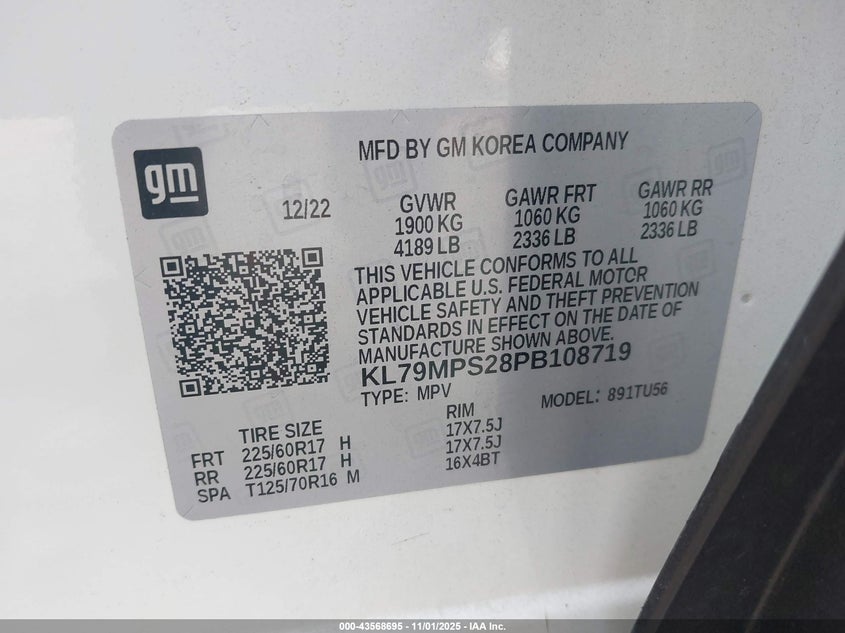 gm
MFD BY GM KOREA COMPANY
12/22
GVWR GAWR FRT GAWR RR
1900 KG 1060 KG 1060 KG
4189 LB 2336 LB 2336 LB
THIS VEHICLE CONFORMS TO ALL
APPLICABLE U.S. FEDERAL MOTOR
VEHICLE SAFETY AND THEFT PREVENTION
STANDARDS IN EFFECT ON THE DATE OF
MANUFACTURE SHOWN ABOVE.
KL79MPS28PB108719
TYPE: MPV MODEL: 891TU56
TIRE SIZE RIM
FRT 225/60R17 H 17X7.5J
RR 225/60R17 H 17X7.5J
SPA T125/70R16 M 16X4BT
000-43568695 - 11/01/2025 - IAA Inc.